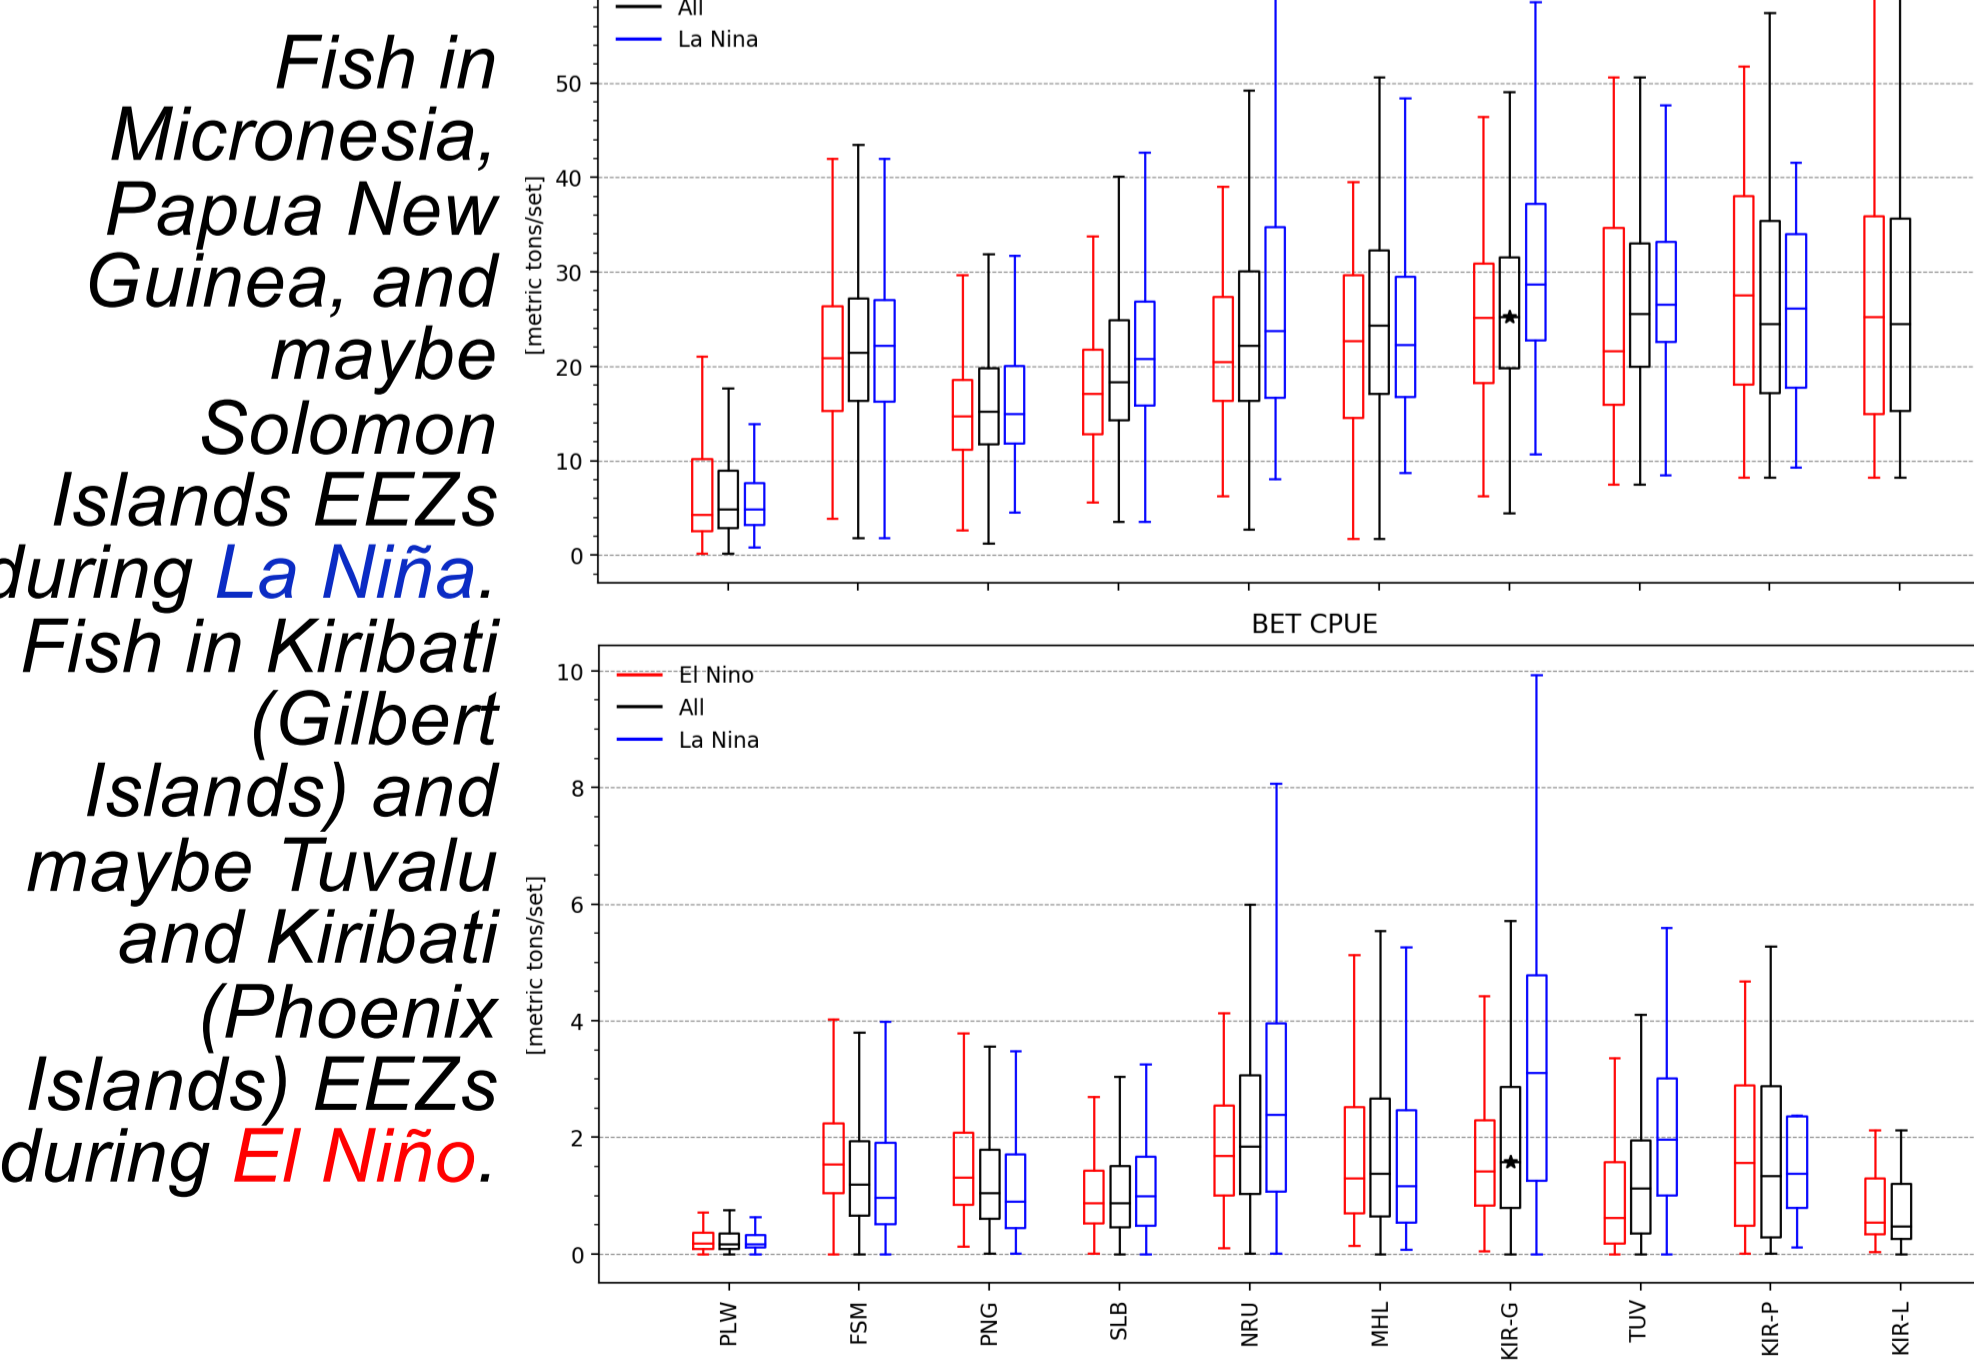 Fish in
Micronesia,
Papua New
Guinea, and
maybe
Solomon
Islands EEZs
during La Niña.
Fish in Kiribati
(Gilbert
Islands) and
maybe Tuvalu
and Kiribati
(Phoenix
Islands) EEZs
during El Niño.
All
La Nina
[metric tons/set]
50
40
30
20
10
0
BET CPUE
El Nino
All
La Nina
[metric tons/set]
10
8
6
4
2
0
PLW
FSM
PNG
SLB
NRU
MHL
KIR-G
TUV
KIR-P
KIR-L